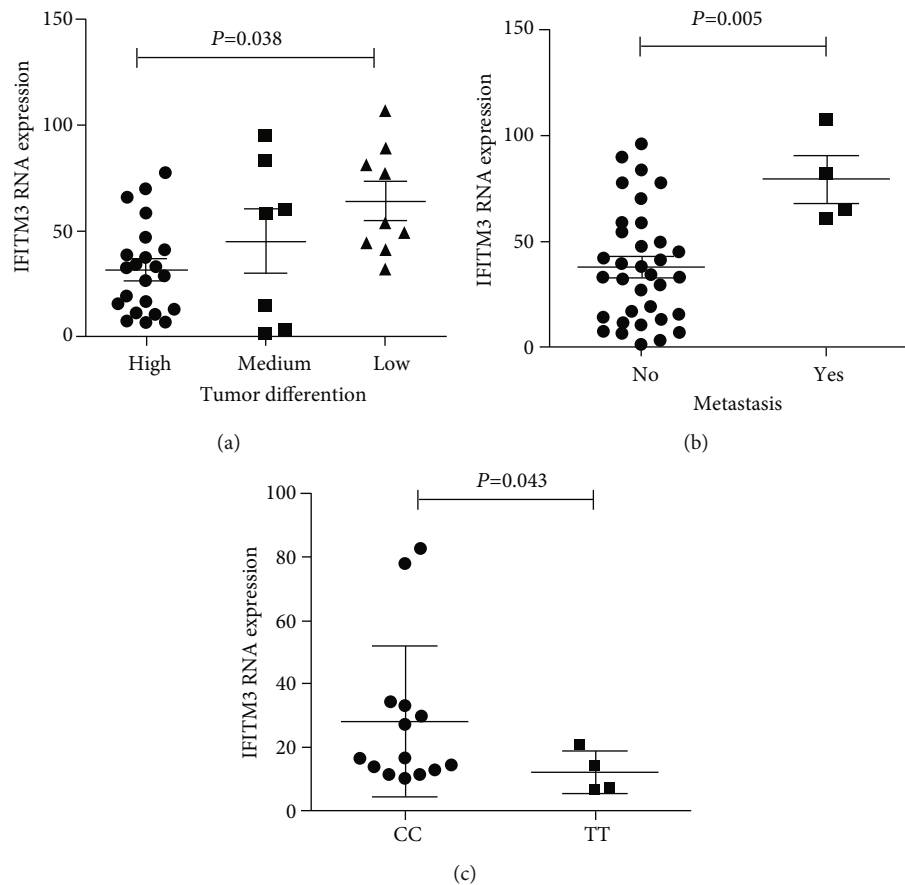 150
100
50
0
IFITM3 RNA expression
P=0.038
High Medium Low
Tumor differention
(a)
150
100
50
0
IFITM3 RNA expression
P=0.005
No Yes
Metastasis
(b)
100
80
60
40
20
0
IFITM3 RNA expression
P=0.043
CC TT
(c)